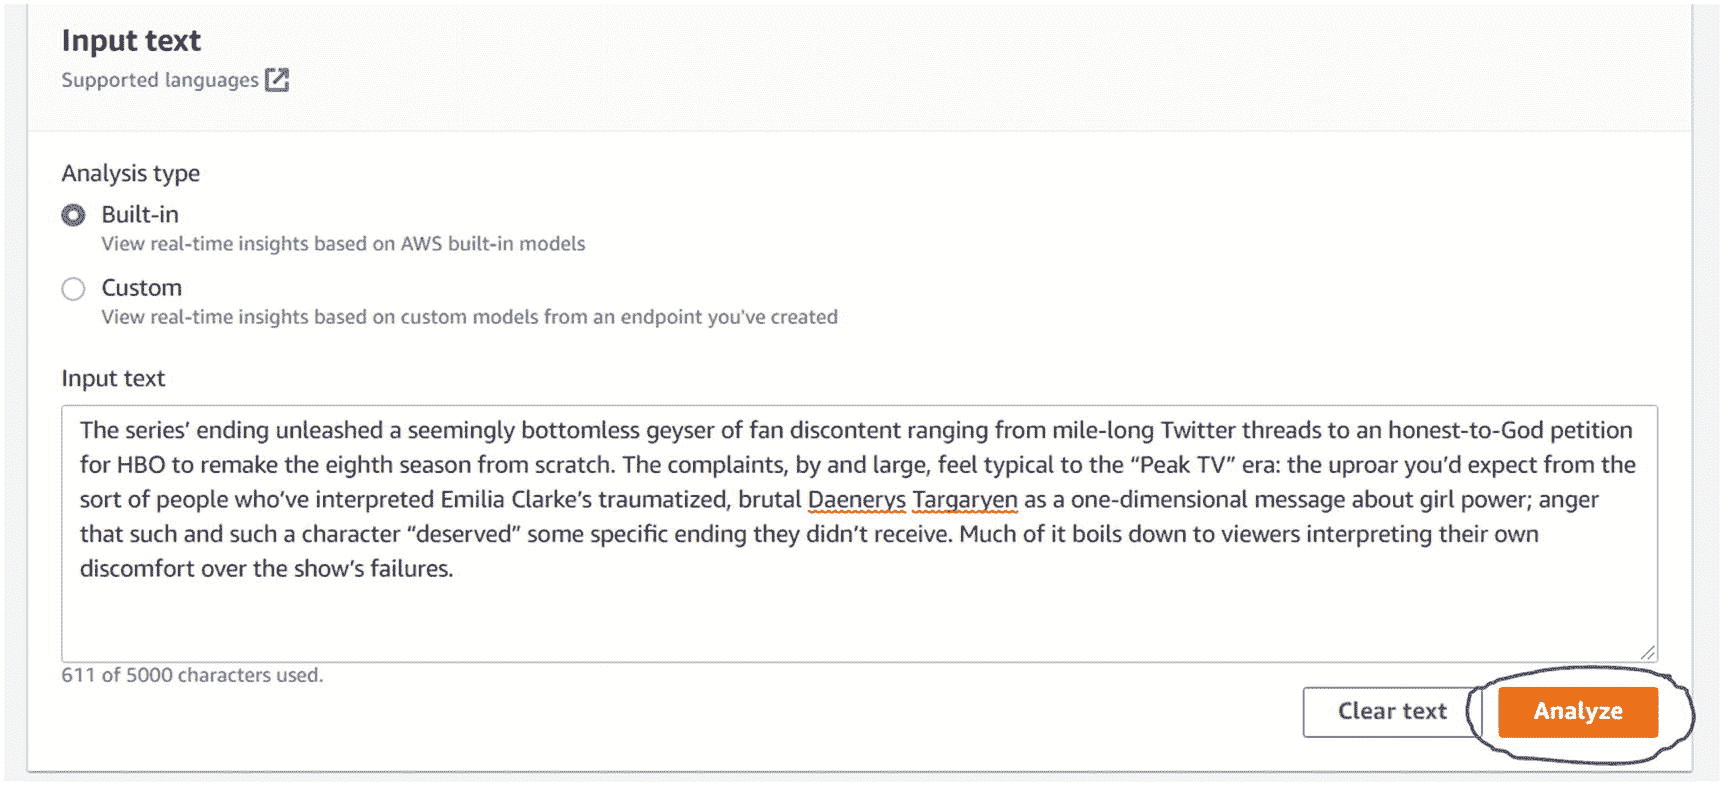 Input text
Supported languages
Analysis type
Built-in
View real-time insights based on AWS built-in models
Custom
View real-time insights based on custom models from an endpoint you've created
Input text
The series’ ending unleashed a seemingly bottomless geyser of fan discontent ranging from mile-long Twitter threads to an honest-to-God petition
for HBO to remake the eighth season from scratch. The complaints, by and large, feel typical to the “Peak TV” era: the uproar you’d expect from the
sort of people who’ve interpreted Emilia Clarke’s traumatized, brutal Daenerys Targaryen as a one-dimensional message about girl power; anger
that such and such a character “deserved” some specific ending they didn’t receive. Much of it boils down to viewers interpreting their own
discomfort over the show’s failures.
611 of 5000 characters used.
Clear text
Analyze